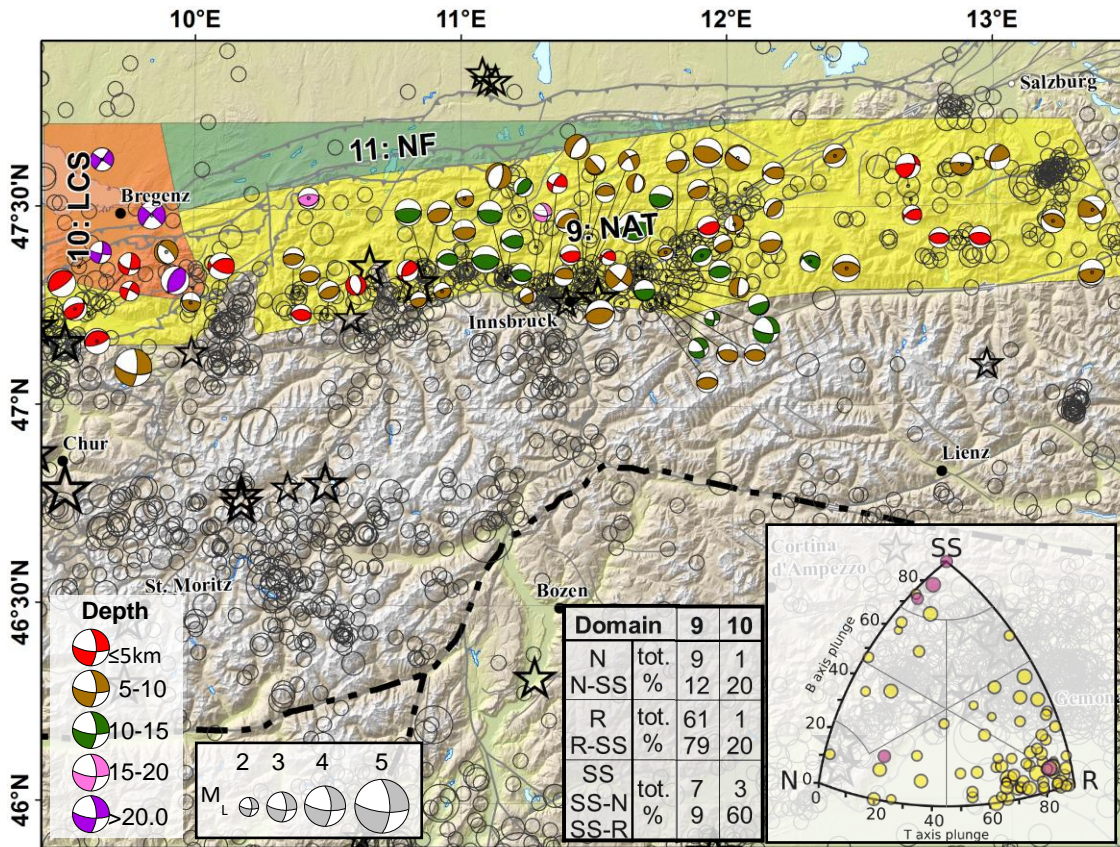 10°E 11°E 12°E 13°E
Salzburg
11: NF
10: LCS
47°30'N
Bregenz
9: NAT
Innsbruck
47°N
Chur
Lienz
Cortina
d'Ampezzo
46°30'N
St. Moritz
Bozen
Gemon
46°N
Depth
≤5km
5-10
10-15
15-20
>20.0
2 3 4 5
ML
Domain 9 10
N tot. 9 1
N-SS % 12 20
R tot. 61 1
R-SS % 79 20
SS tot. 7 3
SS-N % 9 60
SS-R
SS
80
60
40
20
0
B axis plunge
N
R
20 40 60 80
T axis plunge